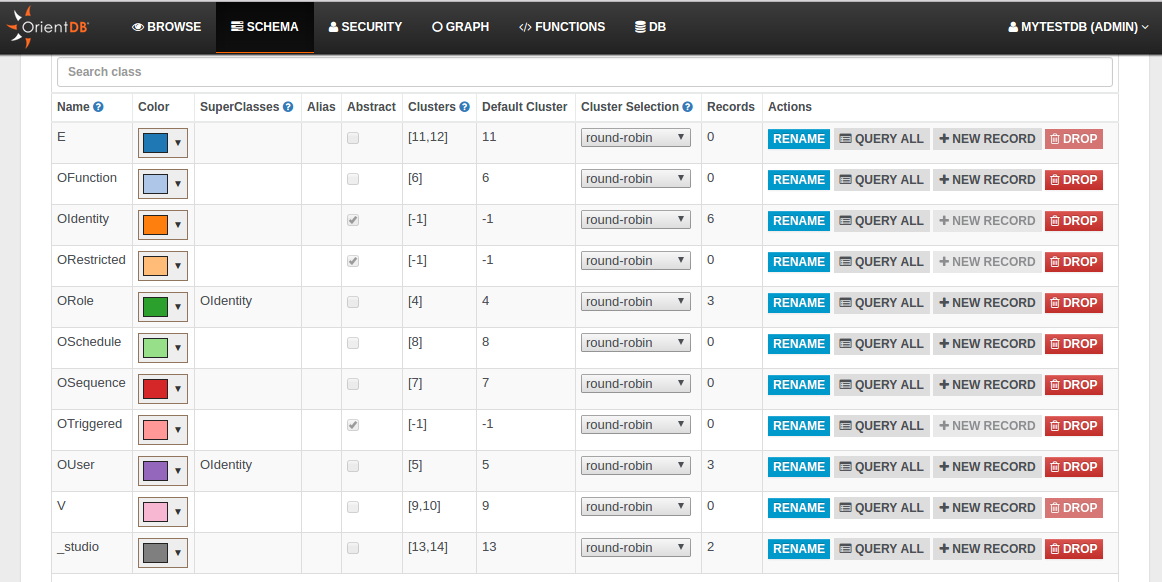 OrientDB BROWSE SCHEMA SECURITY GRAPH </> FUNCTIONS DB MYTESTDB (ADMIN)
Search class
Name ? Color SuperClasses ? Alias Abstract Clusters ? Default Cluster Cluster Selection ? Records Actions
E [11,12] 11 round-robin 0 RENAME QUERY ALL + NEW RECORD DROP
OFunction [6] 6 round-robin 0 RENAME QUERY ALL + NEW RECORD DROP
OIdentity [-1] -1 round-robin 6 RENAME QUERY ALL + NEW RECORD DROP
ORestricted [-1] -1 round-robin 0 RENAME QUERY ALL + NEW RECORD DROP
ORole OIdentity [4] 4 round-robin 3 RENAME QUERY ALL + NEW RECORD DROP
OSchedule [8] 8 round-robin 0 RENAME QUERY ALL + NEW RECORD DROP
OSequence [7] 7 round-robin 0 RENAME QUERY ALL + NEW RECORD DROP
OTriggered [-1] -1 round-robin 0 RENAME QUERY ALL + NEW RECORD DROP
OUser OIdentity [5] 5 round-robin 3 RENAME QUERY ALL + NEW RECORD DROP
V [9,10] 9 round-robin 0 RENAME QUERY ALL + NEW RECORD DROP
_studio [13,14] 13 round-robin 2 RENAME QUERY ALL + NEW RECORD DROP